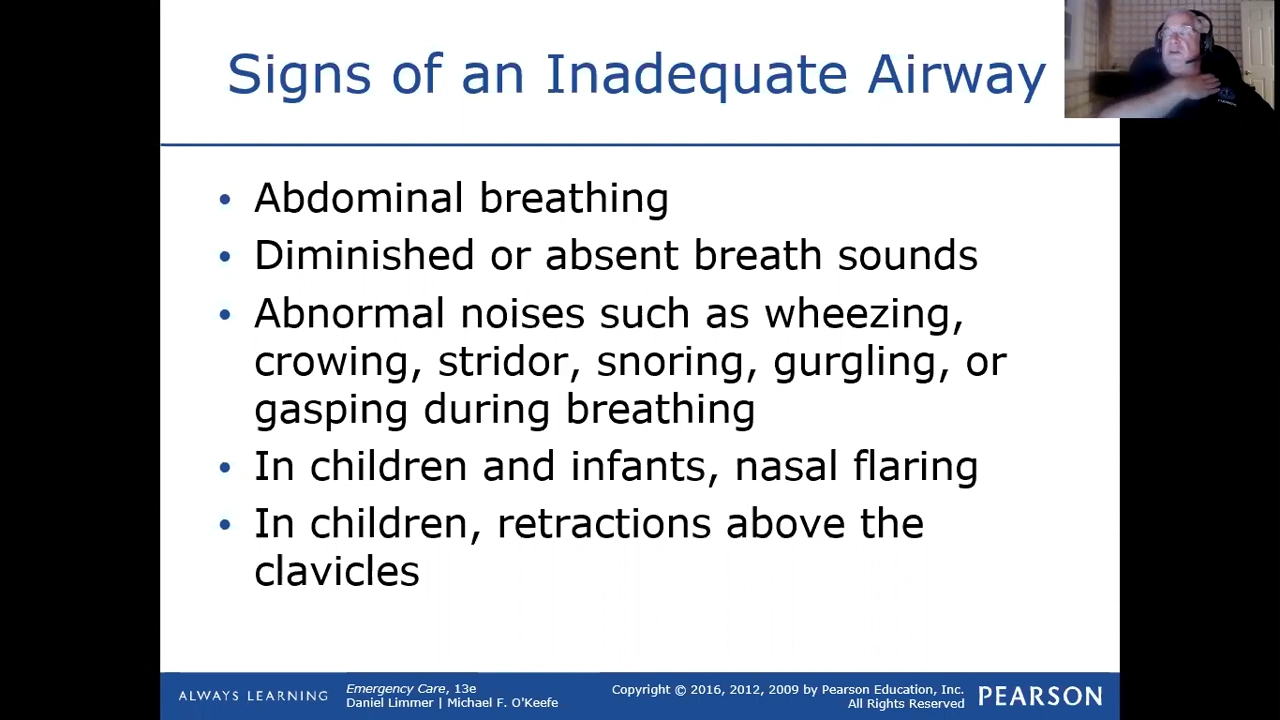 Signs of an Inadequate Airway
• Abdominal breathing
• Diminished or absent breath sounds
• Abnormal noises such as wheezing,
crowing, stridor, snoring, gurgling, or
gasping during breathing
• In children and infants, nasal flaring
• In children, retractions above the
clavicles
ALWAYS LEARNING
Emergency Care, 13e
Daniel Limmer | Michael F. O'Keefe
Copyright © 2016, 2012, 2009 by Pearson Education, Inc.
All Rights Reserved
PEARSON